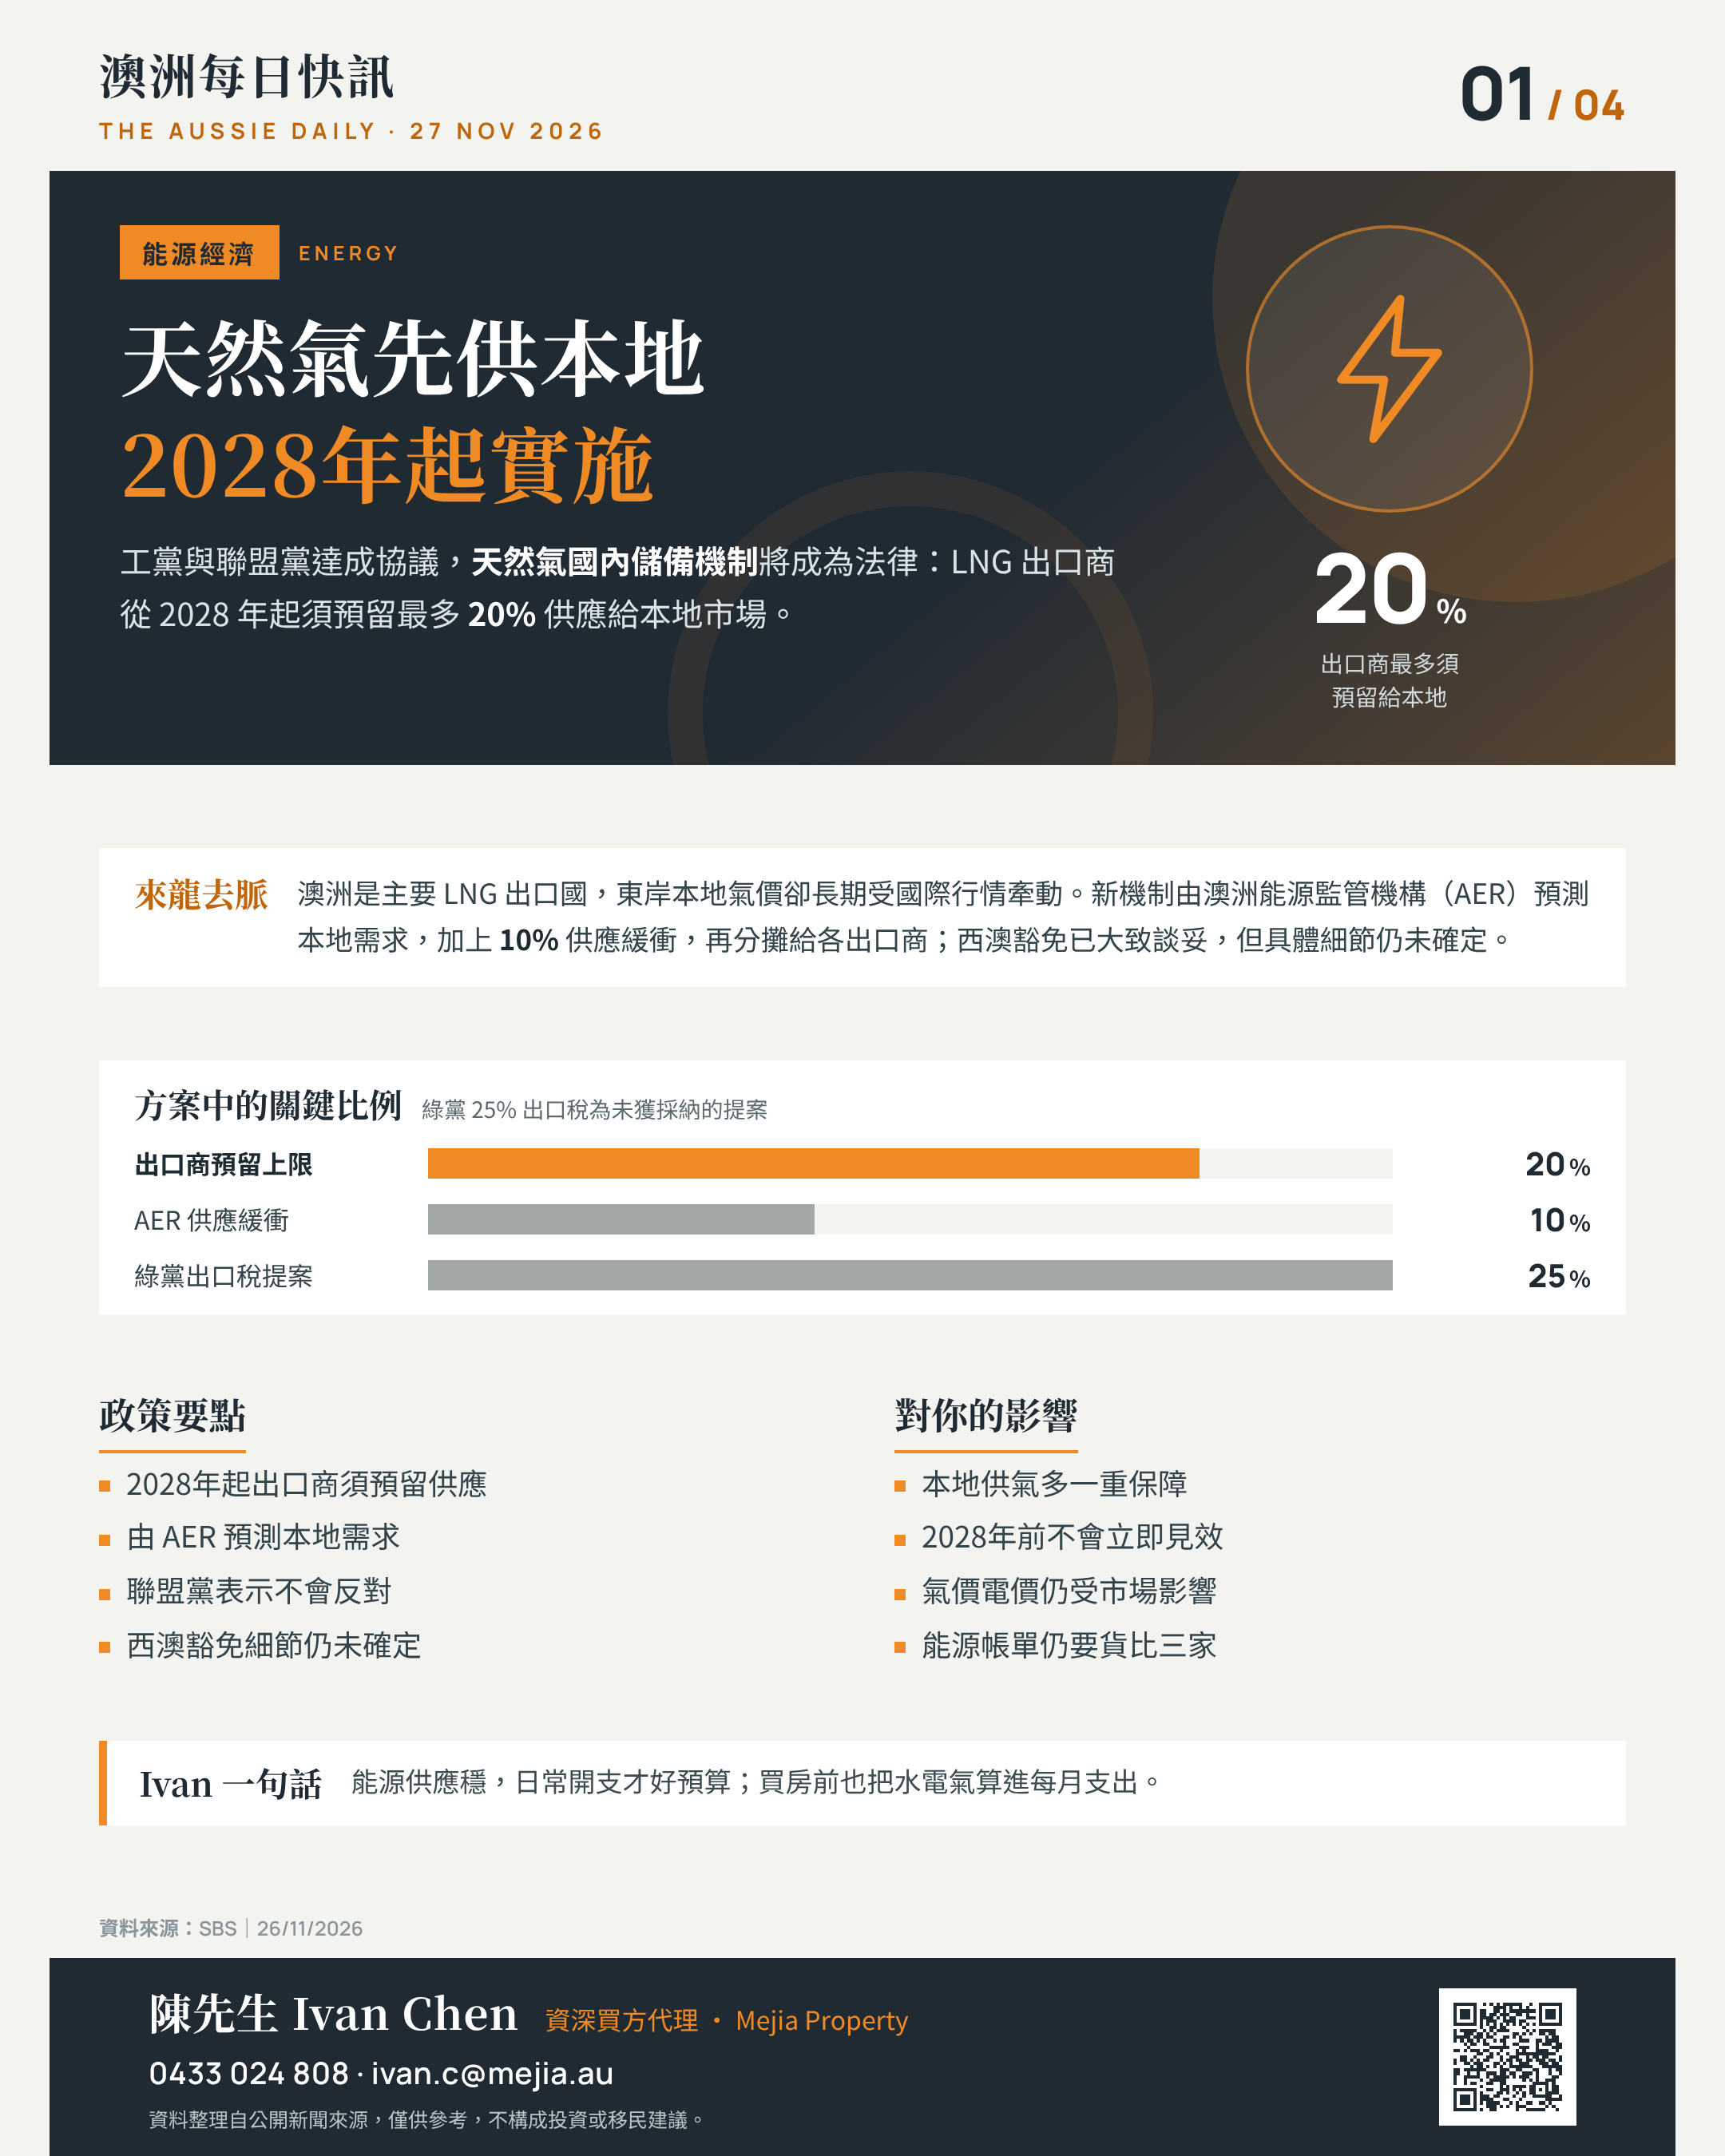 澳洲每日快訊
THE AUSSIE DAILY · 27 NOV 2026
01 / 04
能源經濟 ENERGY
天然氣先供本地
2028年起實施
工黨與聯盟黨達成協議，天然氣國內儲備機制將成為法律：LNG 出口商
從 2028 年起須預留最多 20% 供應給本地市場。
20 %
出口商最多須
預留給本地
來龍去脈 澳洲是主要 LNG 出口國，東岸本地氣價卻長期受國際行情牽動。新機制由澳洲能源監管機構（AER）預測
本地需求，加上 10% 供應緩衝，再分攤給各出口商；西澳豁免已大致談妥，但具體細節仍未確定。
方案中的關鍵比例 綠黨 25% 出口稅為未獲採納的提案
出口商預留上限 20 %
AER 供應緩衝 10 %
綠黨出口稅提案 25 %
政策要點
2028年起出口商須預留供應
由 AER 預測本地需求
聯盟黨表示不會反對
西澳豁免細節仍未確定
對你的影響
本地供氣多一重保障
2028年前不會立即見效
氣價電價仍受市場影響
能源帳單仍要貨比三家
Ivan 一句話 能源供應穩，日常開支才好預算；買房前也把水電氣算進每月支出。
資料來源：SBS｜26/11/2026
陳先生 Ivan Chen 資深買方代理 · Mejia Property
0433 024 808 · ivan.c@mejia.au
資料整理自公開新聞來源，僅供參考，不構成投資或移民建議。